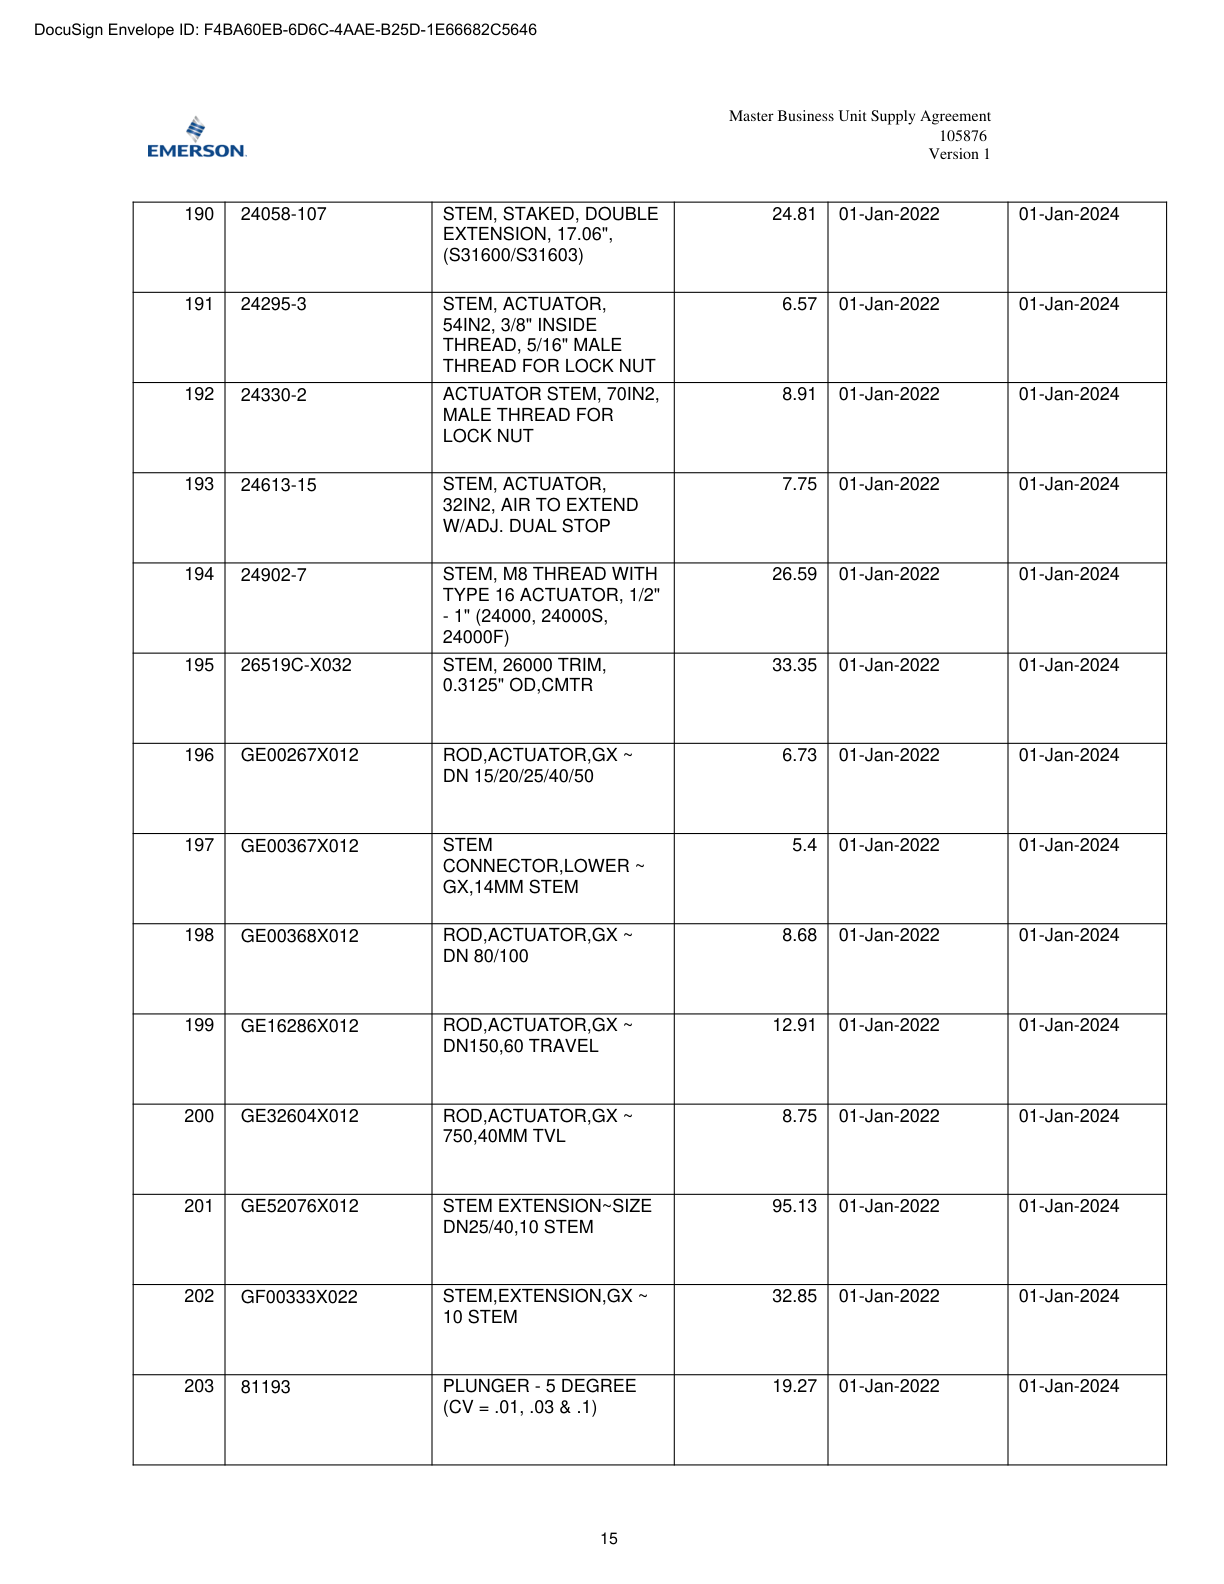 DocuSign Envelope ID: F4BA60EB-6D6C-4AAE-B25D-1E66682C5646
EMERSON
Master Business Unit Supply Agreement
105876
Version 1
190 24058-107 STEM, STAKED, DOUBLE 24.81 01-Jan-2022 01-Jan-2024
EXTENSION, 17.06",
(S31600/S31603)
191 24295-3 STEM, ACTUATOR, 6.57 01-Jan-2022 01-Jan-2024
54IN2, 3/8" INSIDE
THREAD, 5/16" MALE
THREAD FOR LOCK NUT
192 24330-2 ACTUATOR STEM, 70IN2, 8.91 01-Jan-2022 01-Jan-2024
MALE THREAD FOR
LOCK NUT
193 24613-15 STEM, ACTUATOR, 7.75 01-Jan-2022 01-Jan-2024
32IN2, AIR TO EXTEND
W/ADJ. DUAL STOP
194 24902-7 STEM, M8 THREAD WITH 26.59 01-Jan-2022 01-Jan-2024
TYPE 16 ACTUATOR, 1/2"
- 1" (24000, 24000S,
24000F)
195 26519C-X032 STEM, 26000 TRIM, 33.35 01-Jan-2022 01-Jan-2024
0.3125" OD,CMTR
196 GE00267X012 ROD,ACTUATOR,GX ~ 6.73 01-Jan-2022 01-Jan-2024
DN 15/20/25/40/50
197 GE00367X012 STEM 5.4 01-Jan-2022 01-Jan-2024
CONNECTOR,LOWER ~
GX,14MM STEM
198 GE00368X012 ROD,ACTUATOR,GX ~ 8.68 01-Jan-2022 01-Jan-2024
DN 80/100
199 GE16286X012 ROD,ACTUATOR,GX ~ 12.91 01-Jan-2022 01-Jan-2024
DN150,60 TRAVEL
200 GE32604X012 ROD,ACTUATOR,GX ~ 8.75 01-Jan-2022 01-Jan-2024
750,40MM TVL
201 GE52076X012 STEM EXTENSION~SIZE 95.13 01-Jan-2022 01-Jan-2024
DN25/40,10 STEM
202 GF00333X022 STEM,EXTENSION,GX ~ 32.85 01-Jan-2022 01-Jan-2024
10 STEM
203 81193 PLUNGER - 5 DEGREE 19.27 01-Jan-2022 01-Jan-2024
(CV = .01, .03 & .1)
15